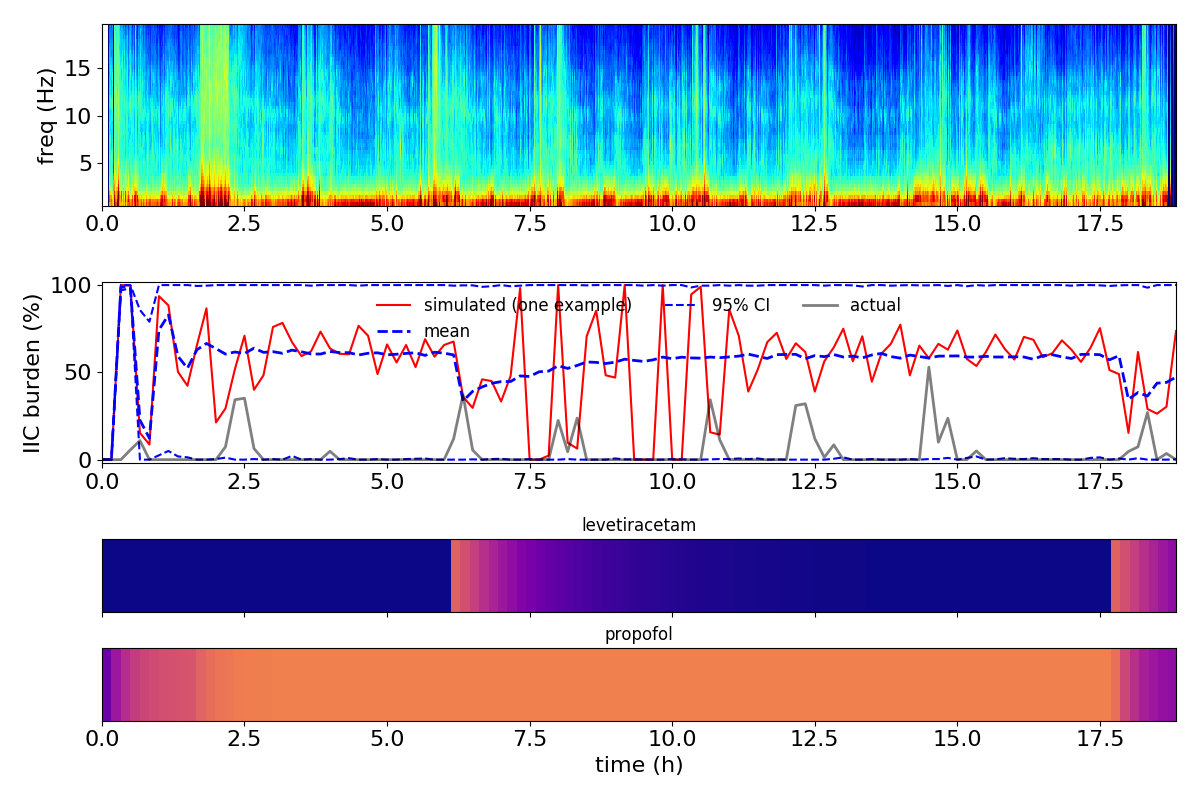 freq (Hz)
15
10
5
0.0 2.5 5.0 7.5 10.0 12.5 15.0 17.5
IIC burden (%)
100
50
0
simulated (one example) 95% CI actual
mean
0.0 2.5 5.0 7.5 10.0 12.5 15.0 17.5
levetiracetam
propofol
0.0 2.5 5.0 7.5 10.0 12.5 15.0 17.5
time (h)